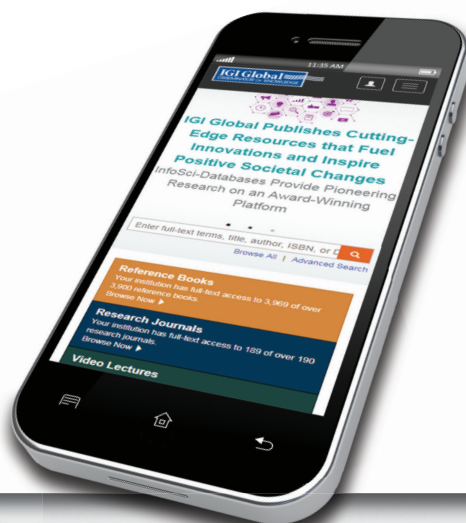 11:35 AM
IGI Global
DISSEMINATOR OF KNOWLEDGE
IGI Global Publishes Cutting-
Edge Resources that Fuel
Innovations and Inspire
Positive Societal Changes
InfoSci-Databases Provide Pioneering
Research on an Award-Winning
Platform
Enter full-text terms, title, author, ISBN, or D
Browse All | Advanced Search
Reference Books
Your institution has full-text access to 3,969 of over
3,900 reference books.
Browse Now ▶
Research Journals
Your institution has full-text access to 189 of over 190
research journals.
Browse Now ▶
Video Lectures